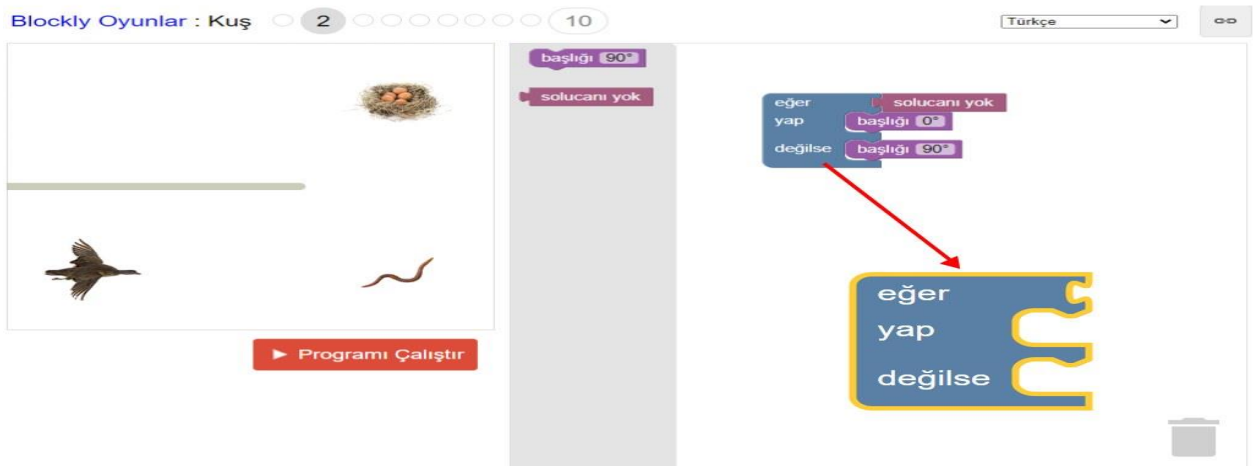 Blockly Oyunlar : Kuş 2 10 Türkçe
başlığı 90°
solucanı yok
eğer solucanı yok
yap başlığı 0°
değilse başlığı 90°
eğer
yap
değilse
Programı Çalıştır